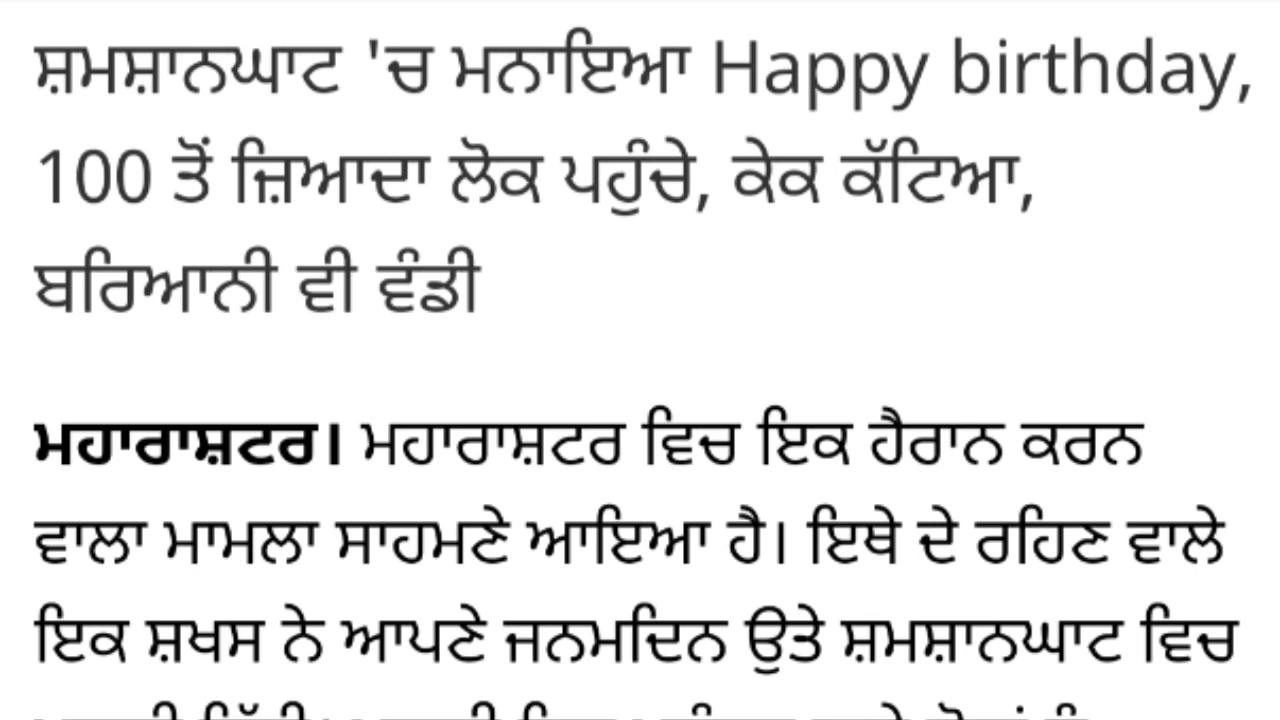 ਸ਼ਮਸ਼ਾਨਘਾਟ 'ਚ ਮਨਾਇਆ Happy birthday,
100 ਤੋਂ ਜ਼ਿਆਦਾ ਲੋਕ ਪਹੁੰਚੇ, ਕੇਕ ਕੱਟਿਆ,
ਬਰਿਆਨੀ ਵੀ ਵੰਡੀ
ਮਹਾਰਾਸ਼ਟਰ। ਮਹਾਰਾਸ਼ਟਰ ਵਿਚ ਇਕ ਹੈਰਾਨ ਕਰਨ
ਵਾਲਾ ਮਾਮਲਾ ਸਾਹਮਣੇ ਆਇਆ ਹੈ। ਇਥੇ ਦੇ ਰਹਿਣ ਵਾਲੇ
ਇਕ ਸ਼ਖਸ ਨੇ ਆਪਣੇ ਜਨਮਦਿਨ ਉਤੇ ਸ਼ਮਸ਼ਾਨਘਾਟ ਵਿਚ